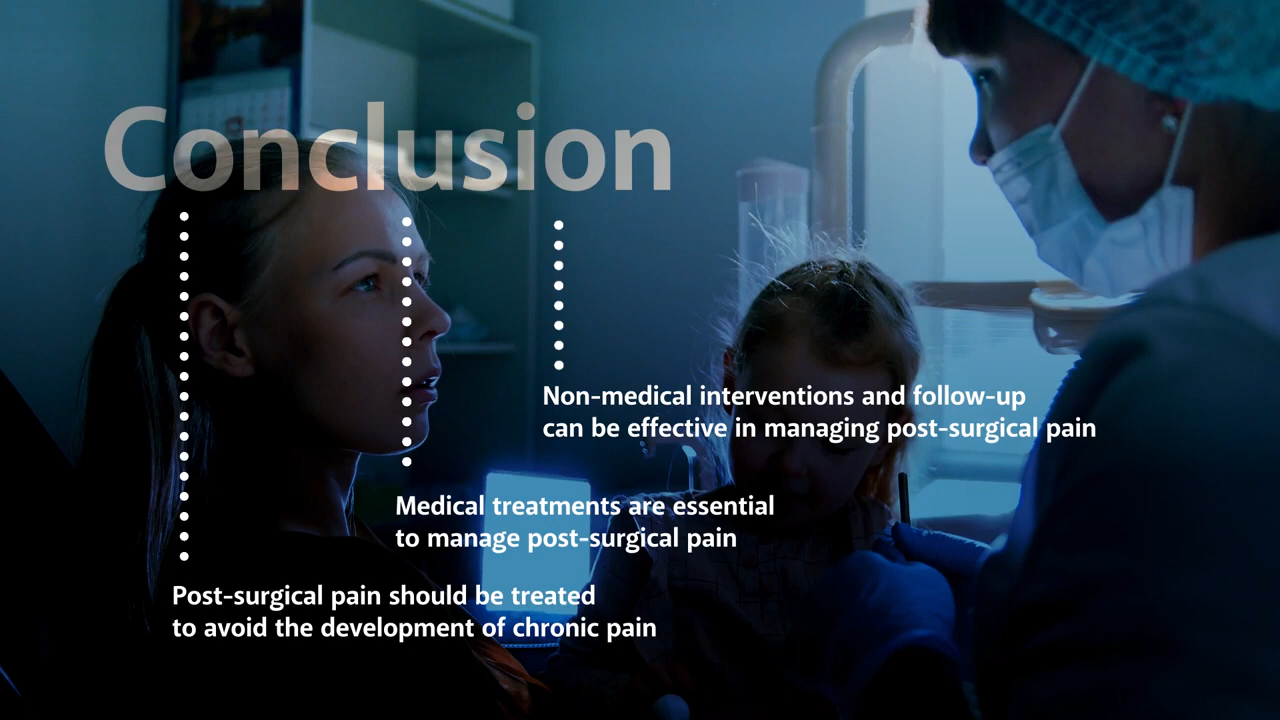 Conclusion
Non-medical interventions and follow-up
can be effective in managing post-surgical pain
Medical treatments are essential
to manage post-surgical pain
Post-surgical pain should be treated
to avoid the development of chronic pain